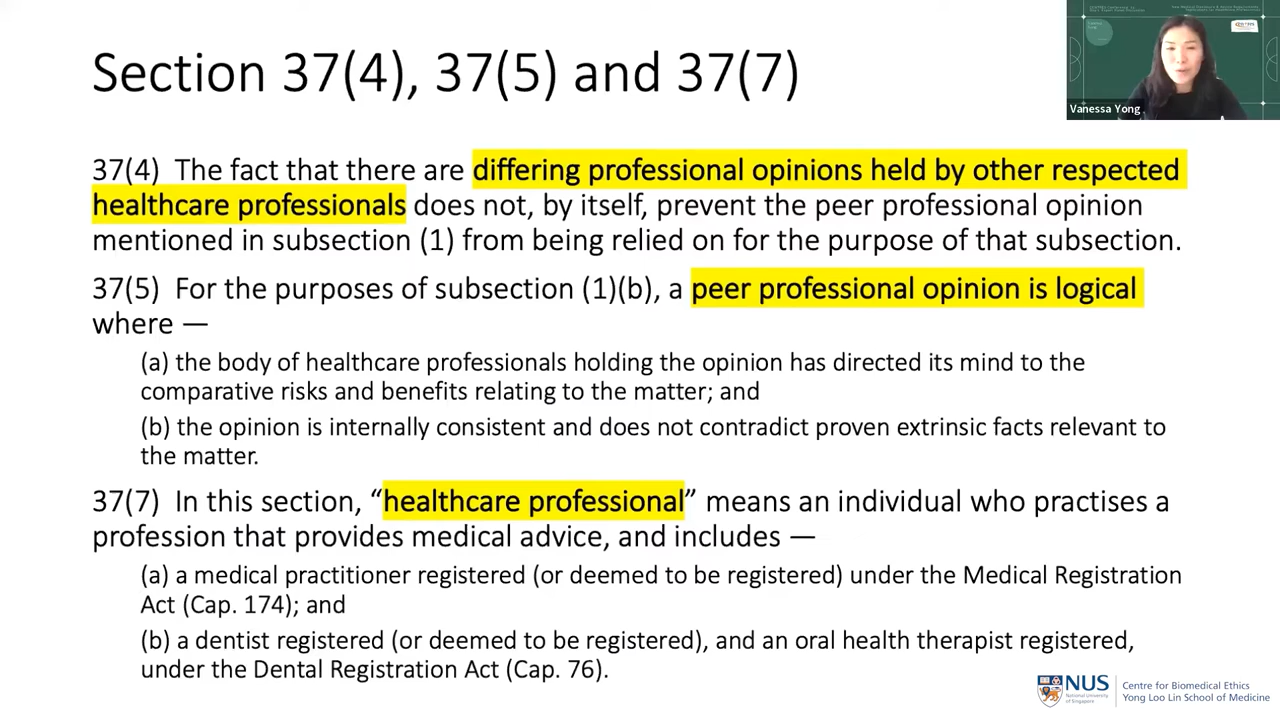 Section 37(4), 37(5) and 37(7)
Vanessa Yong
37(4) The fact that there are differing professional opinions held by other respected
healthcare professionals does not, by itself, prevent the peer professional opinion
mentioned in subsection (1) from being relied on for the purpose of that subsection.
37(5) For the purposes of subsection (1)(b), a peer professional opinion is logical
where —
(a) the body of healthcare professionals holding the opinion has directed its mind to the
comparative risks and benefits relating to the matter; and
(b) the opinion is internally consistent and does not contradict proven extrinsic facts relevant to
the matter.
37(7) In this section, “healthcare professional” means an individual who practises a
profession that provides medical advice, and includes —
(a) a medical practitioner registered (or deemed to be registered) under the Medical Registration
Act (Cap. 174); and
(b) a dentist registered (or deemed to be registered), and an oral health therapist registered,
under the Dental Registration Act (Cap. 76).
NUS
National University
of Singapore
Centre for Biomedical Ethics
Yong Loo Lin School of Medicine